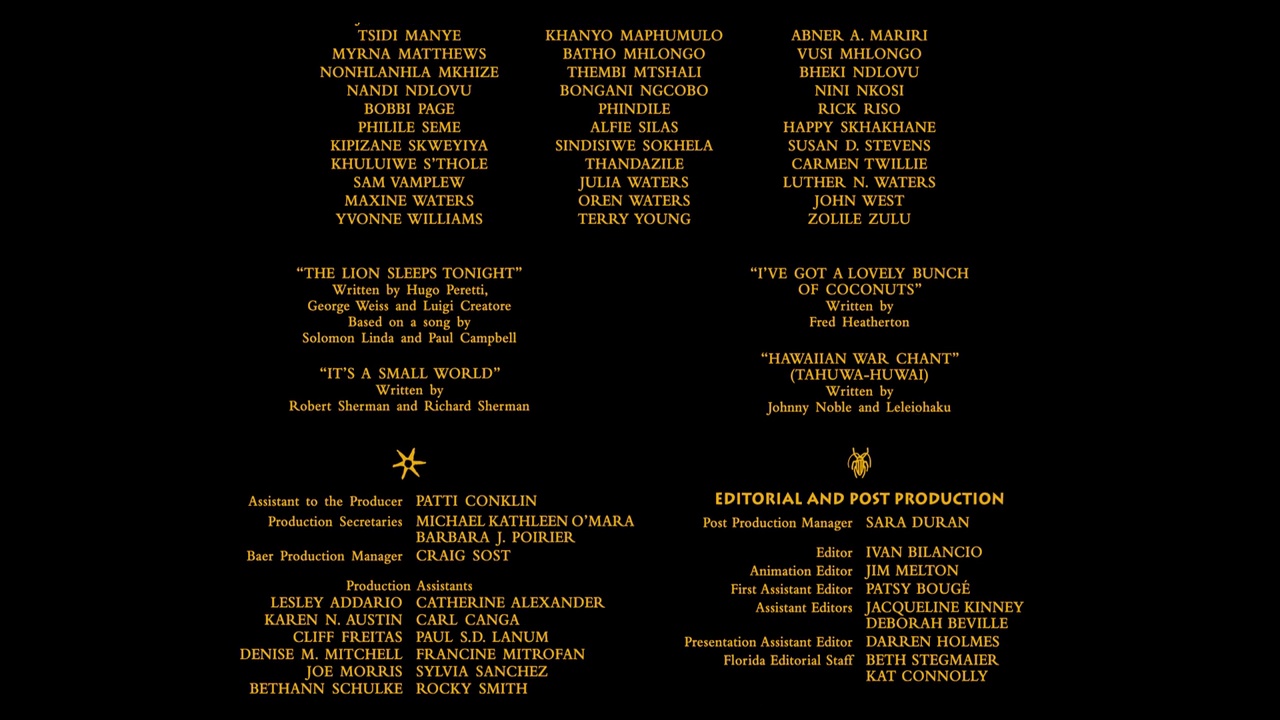 TSIDI MANYE KHANYO MAPHUMULO ABNER A. MARIRI
MYRNA MATTHEWS BATHO MHLONGO VUSI MHLONGO
NONHLANHLA MKHIZE THEMBI MTSHALI BHEKI NDLOVU
NANDI NDLOVU BONGANI NGCOBO NINI NKOSI
BOBBI PAGE PHINDILE RICK RISO
PHILILE SEME ALFIE SILAS HAPPY SKHAKHANE
KIPIZANE SKWEYIYA SINDISIWE SOKHELA SUSAN D. STEVENS
KHULUIWE S'THOLE THANDAZILE CARMEN TWILLIE
SAM VAMPLEW JULIA WATERS LUTHER N. WATERS
MAXINE WATERS OREN WATERS JOHN WEST
YVONNE WILLIAMS TERRY YOUNG ZOLILE ZULU
“THE LION SLEEPS TONIGHT”
Written by Hugo Peretti,
George Weiss and Luigi Creatore
Based on a song by
Solomon Linda and Paul Campbell
“IT'S A SMALL WORLD”
Written by
Robert Sherman and Richard Sherman
“I'VE GOT A LOVELY BUNCH
OF COCONUTS”
Written by
Fred Heatherton
“HAWAIIAN WAR CHANT”
(TAHUWA-HUWAI)
Written by
Johnny Noble and Leleiohaku
Assistant to the Producer PATTI CONKLIN
Production Secretaries MICHAEL KATHLEEN O'MARA
BARBARA J. POIRIER
Baer Production Manager CRAIG SOST
Production Assistants
LESLEY ADDARIO CATHERINE ALEXANDER
KAREN N. AUSTIN CARL CANGA
CLIFF FREITAS PAUL S.D. LANUM
DENISE M. MITCHELL FRANCINE MITROFAN
JOE MORRIS SYLVIA SANCHEZ
BETHANN SCHULKE ROCKY SMITH
EDITORIAL AND POST PRODUCTION
Post Production Manager SARA DURAN
Editor IVAN BILANCIO
Animation Editor JIM MELTON
First Assistant Editor PATSY BOUGÉ
Assistant Editors JACQUELINE KINNEY
DEBORAH BEVILLE
Presentation Assistant Editor DARREN HOLMES
Florida Editorial Staff BETH STEGMAIER
KAT CONNOLLY